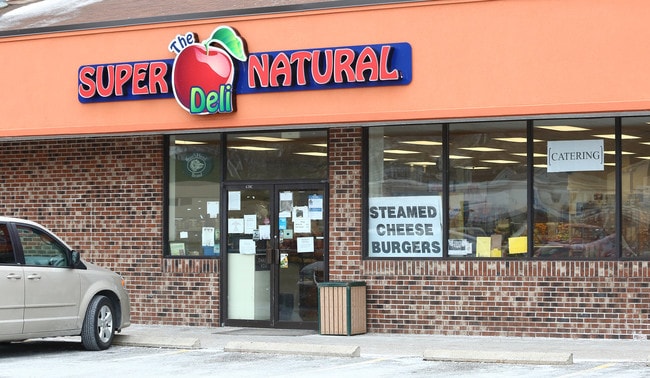 The
SUPER NATURAL
Deli
CATERING
STEAMED
CHEESE
BURGERS